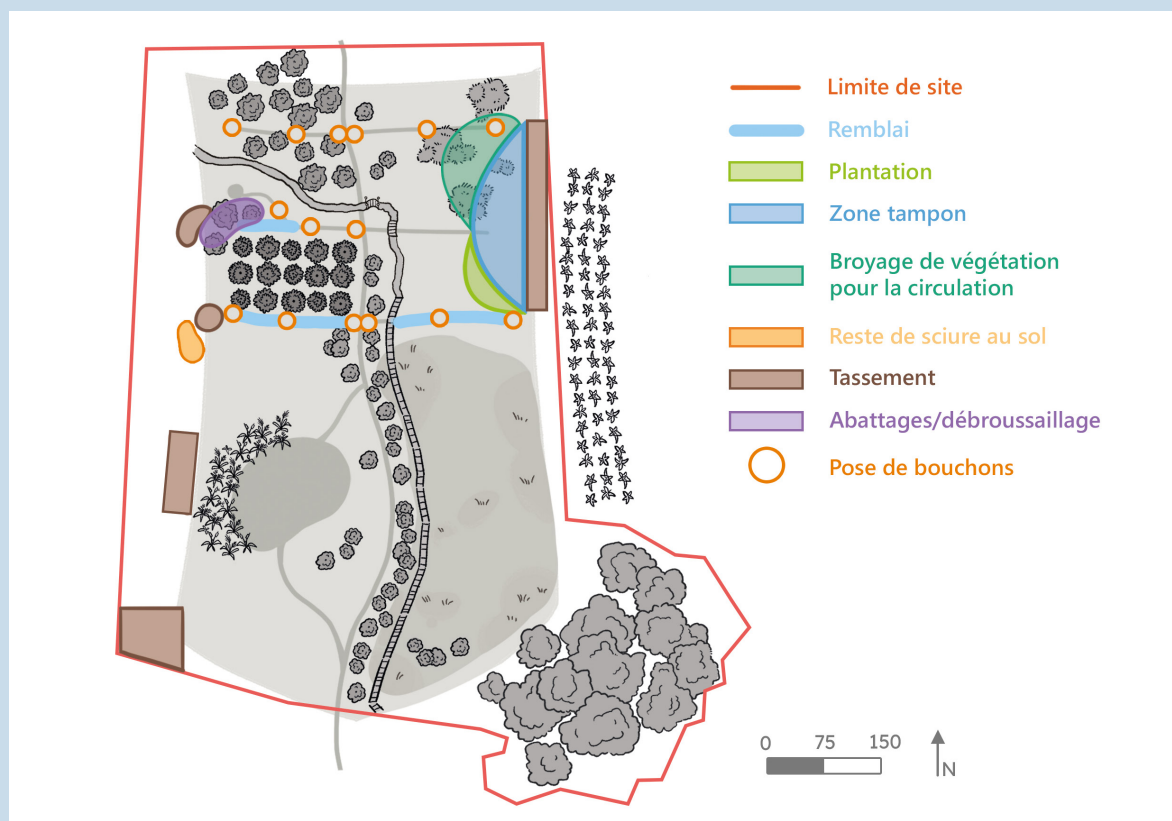 Limite de site
Remblai
Plantation
Zone tampon
Broyage de végétation
pour la circulation
Reste de sciure au sol
Tassement
Abattages/débroussaillage
Pose de bouchons
0 75 150
N